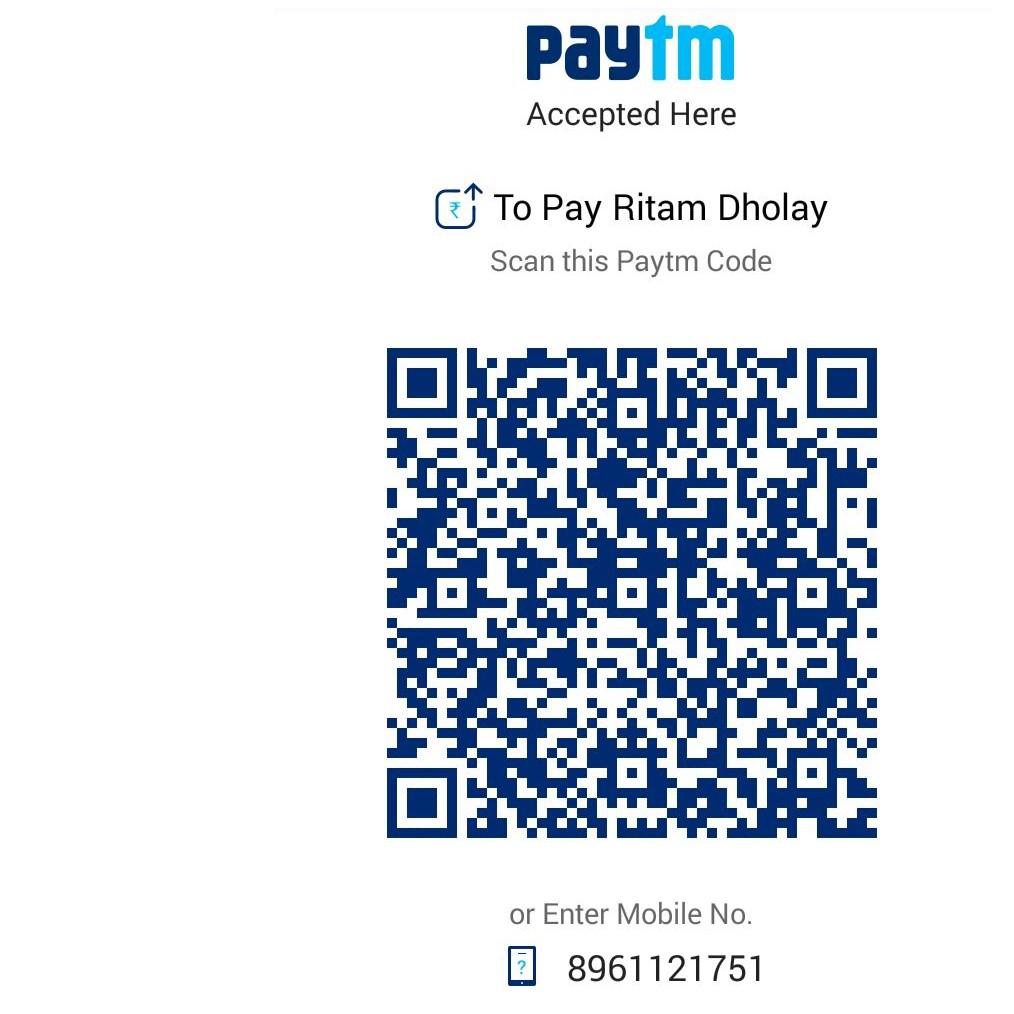 paytm
Accepted Here
₹ To Pay Ritam Dholay
Scan this Paytm Code
or Enter Mobile No.
? 8961121751